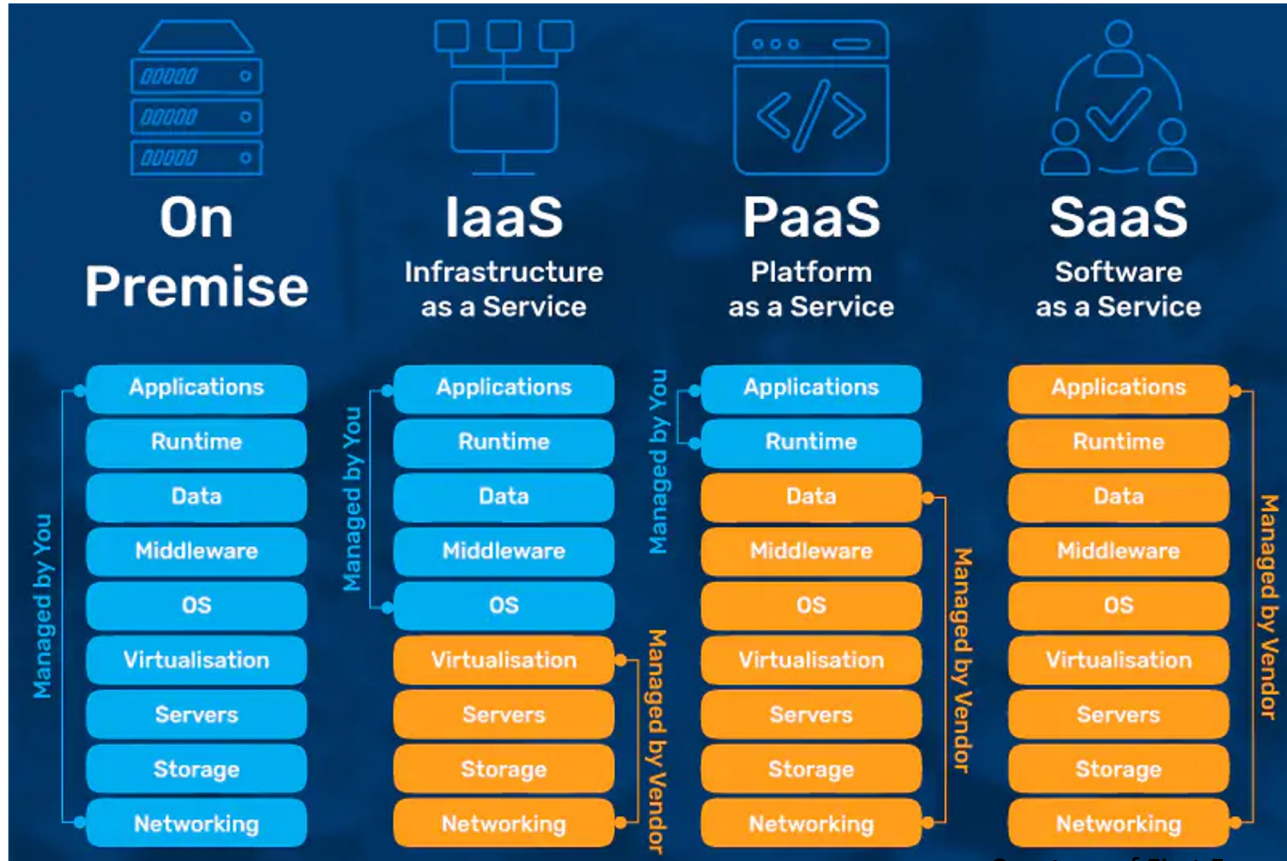 On
Premise
IaaS
Infrastructure
as a Service
PaaS
Platform
as a Service
SaaS
Software
as a Service
Managed by You
Applications
Runtime
Data
Middleware
OS
Virtualisation
Servers
Storage
Networking
Managed by You
Applications
Runtime
Data
Middleware
OS
Virtualisation
Servers
Storage
Networking
Managed by Vendor
Managed by You
Applications
Runtime
Data
Middleware
OS
Virtualisation
Servers
Storage
Networking
Managed by Vendor
Applications
Runtime
Data
Middleware
OS
Virtualisation
Servers
Storage
Networking
Managed by Vendor